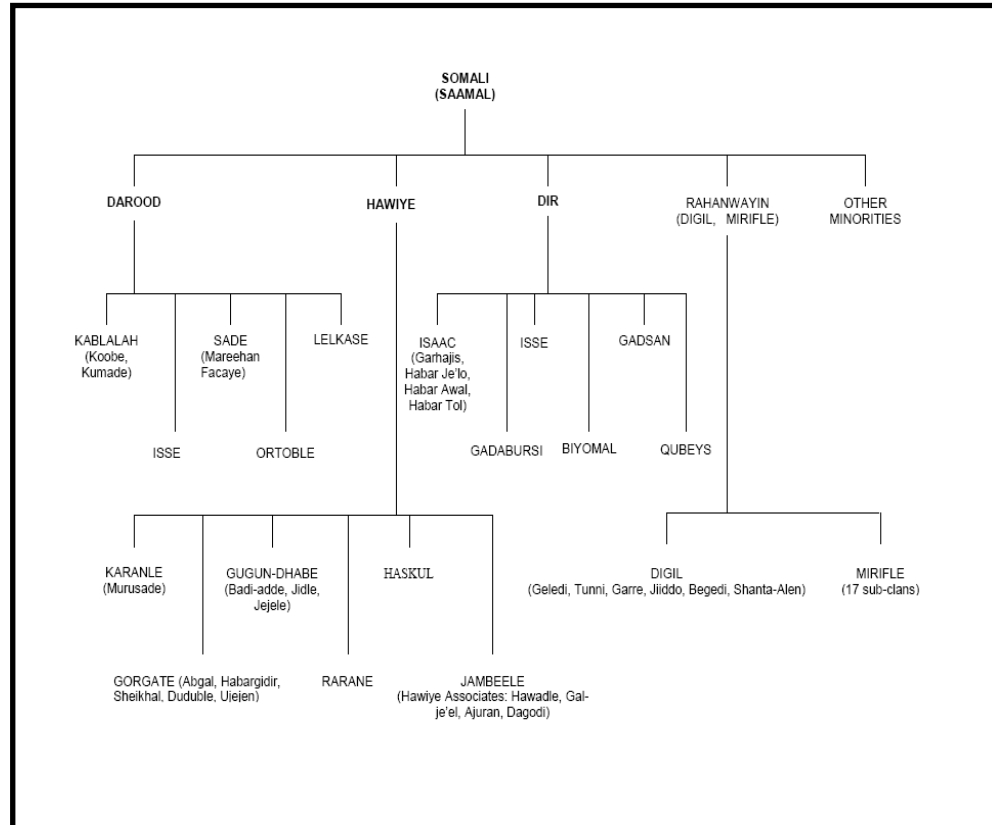 SOMALI
(SAAMAL)
DAROOD
HAWIYE
DIR
RAHANWAYIN
(DIGIL, MIRIFLE)
OTHER
MINORITIES
KABLALAH
(Koobe,
Kumade)
SADE
(Mareehan
Facaye)
LELKASE
ISAAC
(Garhajis,
Habar Je'lo,
Habar Awal,
Habar Tol)
ISSE
GADSAN
ISSE
ORTOBLE
GADABURSI
BIYOMAL
QUBEYS
KARANLE
(Murusade)
GUGUN-DHABE
(Badi-adde, Jidle,
Jejele)
HASKUL
DIGIL
(Geledi, Tunni, Garre, Jiiddo, Begedi, Shanta-Alen)
MIRIFLE
(17 sub-clans)
GORGATE (Abgal, Habargidir,
Sheikhal, Duduble, Ujejen)
RARANE
JAMBEELE
(Hawiye Associates: Hawadle, Gal-
je'el, Ajuran, Dagodi)